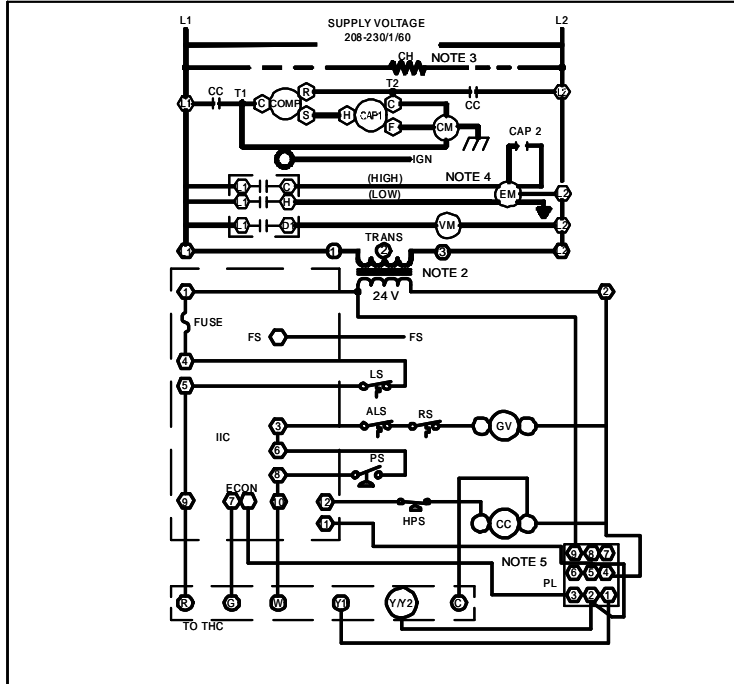 L1 SUPPLY VOLTAGE L2
208-230/1/60
CH NOTE 3
L1 CC T1 C COMP R T2 C CC L2
S H CAP1 F CM CAP 2
IGN
NOTE 4
L1 C (HIGH)
L1 H (LOW) EM L2
L1 D1 VM L2
L1 1 TRANS 2 3 L2
NOTE 2
1 24 V 2
FUSE
FS FS
4
5 LS
ALS RS
IIC 3 GV
6
8 PS
ECON
9 7 10 12 CC
HPS
11
NOTE 5 9 8 7
6 5 4
PL
R G W Y1 Y/Y2 C 3 2 1
TO THC